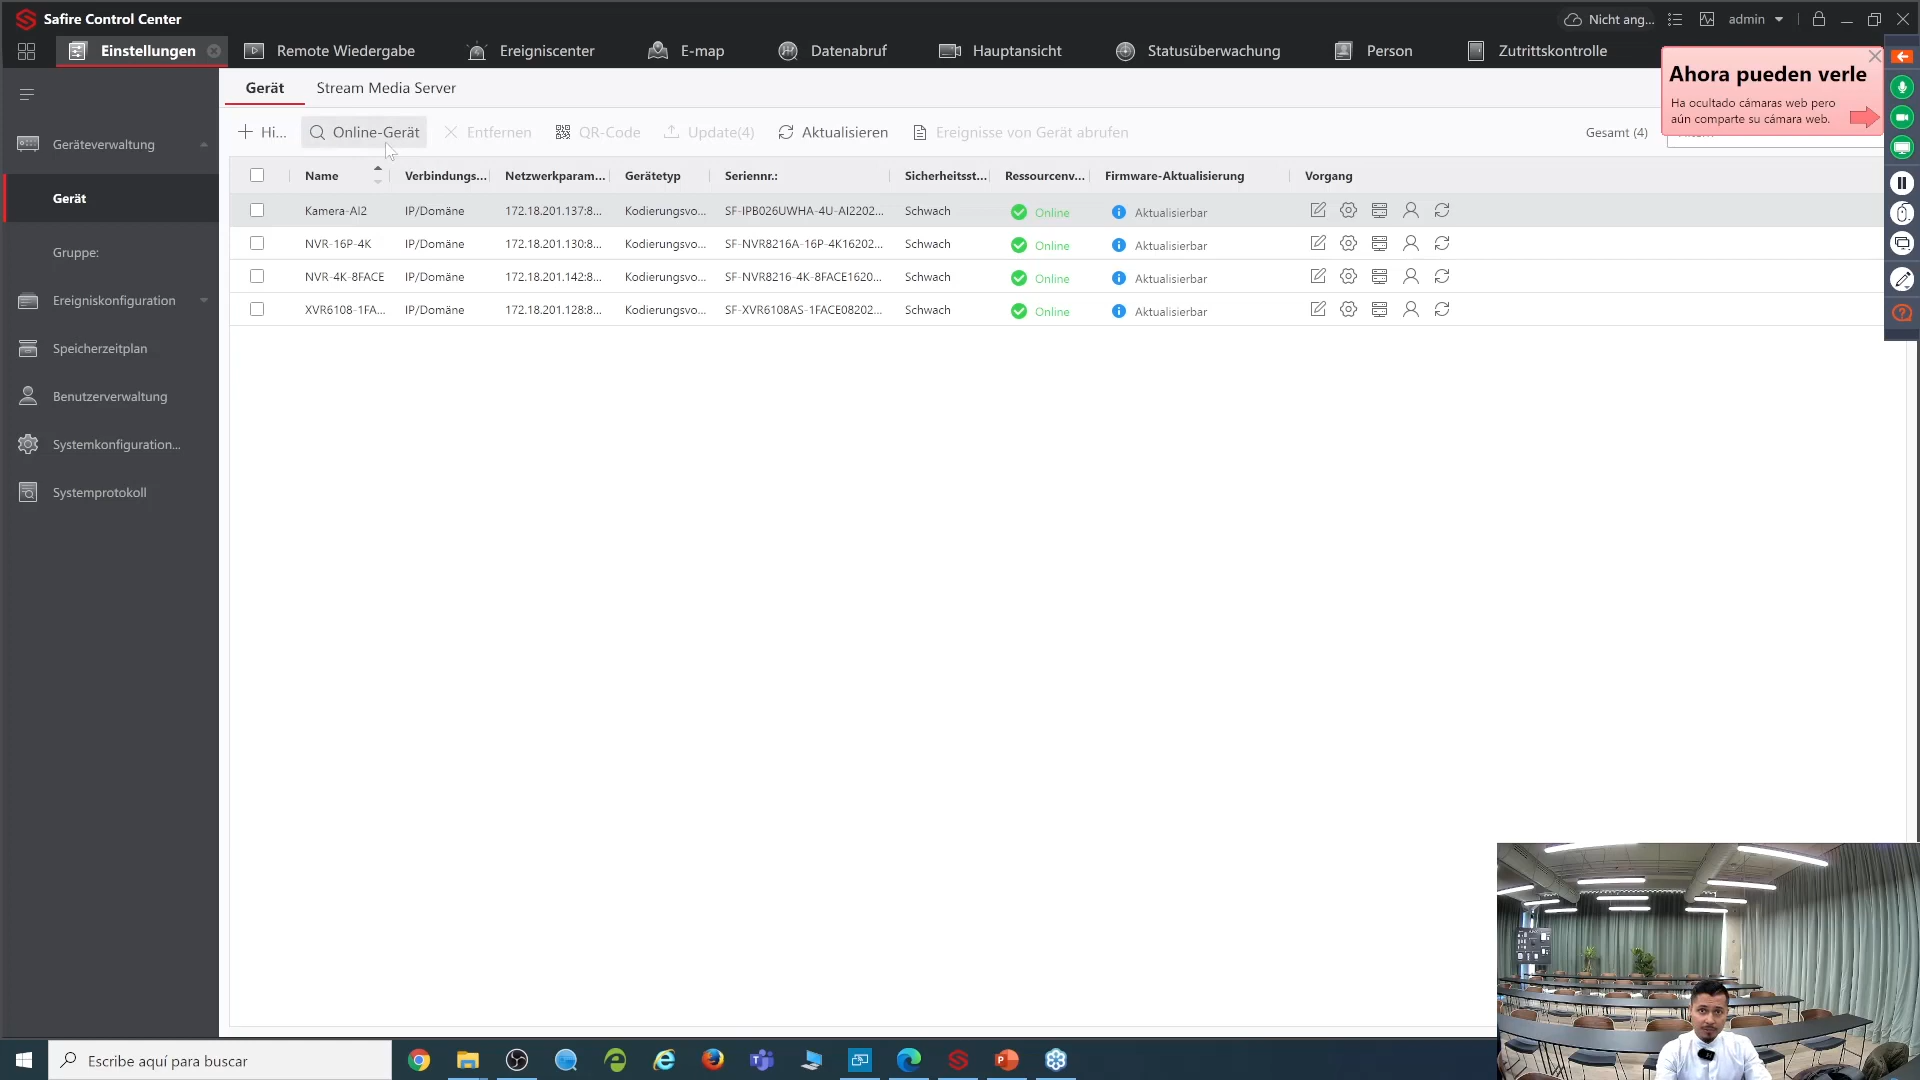 Safire Control Center
Nicht ang...
admin
Einstellungen
Remote Wiedergabe
Ereigniscenter
E-map
Datenabruf
Hauptansicht
Statusüberwachung
Person
Zutrittskontrolle
Ahora pueden verle
Ha ocultado cámaras web pero
aún comparte su cámara web.
Gerät
Stream Media Server
Hi...
Online-Gerät
Entfernen
QR-Code
Update(4)
Aktualisieren
Ereignisse von Gerät abrufen
Gesamt (4)
Geräteverwaltung
Gerät
Gruppe:
Ereigniskonfiguration
Speicherzeitplan
Benutzerverwaltung
Systemkonfiguration...
Systemprotokoll
Name Verbindungs... Netzwerkparam... Gerätetyp Seriennr.: Sicherheitsst... Ressourcenv... Firmware-Aktualisierung Vorgang
Kamera-AI2 IP/Domäne 172.18.201.137:8... Kodierungsvo... SF-IPB026UWHA-4U-AI2202... Schwach Online Aktualisierbar
NVR-16P-4K IP/Domäne 172.18.201.130:8... Kodierungsvo... SF-NVR8216A-16P-4K16202... Schwach Online Aktualisierbar
NVR-4K-8FACE IP/Domäne 172.18.201.142:8... Kodierungsvo... SF-NVR8216-4K-8FACE1620... Schwach Online Aktualisierbar
XVR6108-1FA... IP/Domäne 172.18.201.128:8... Kodierungsvo... SF-XVR6108AS-1FACE08202... Schwach Online Aktualisierbar
Escribe aquí para buscar